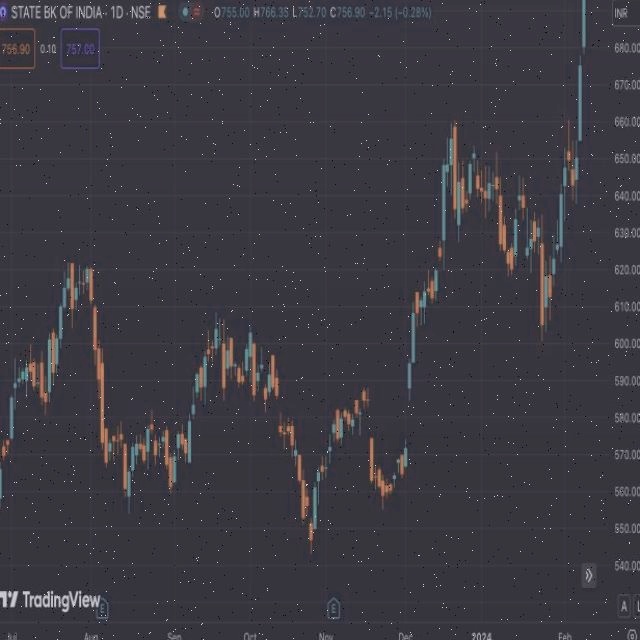 STATE BK OF INDIA · 1D · NSE O755.00 H766.35 L752.70 C756.90 −2.15 (−0.28%)
INR
756.90 0.10 757.00
680.00
670.00
660.00
650.00
640.00
630.00
620.00
610.00
600.00
590.00
580.00
570.00
560.00
550.00
540.00
TradingView
E E
A L
Jul Aug Sep Oct Nov Dec 2024 Feb